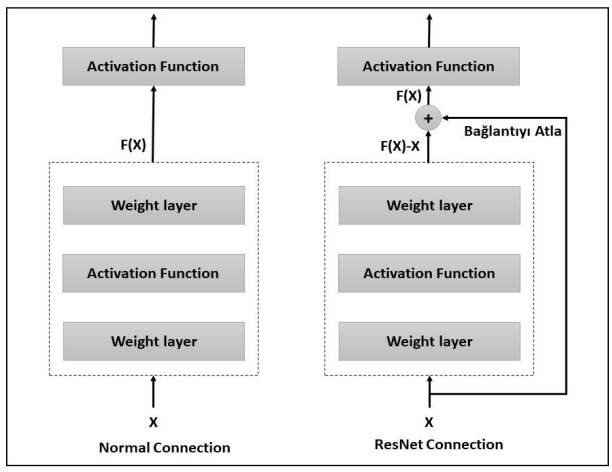 Activation Function
F(X)
Weight layer
Activation Function
Weight layer
X
Normal Connection
Activation Function
F(X)
+
Bağlantıyı Atla
F(X)-X
Weight layer
Activation Function
Weight layer
X
ResNet Connection